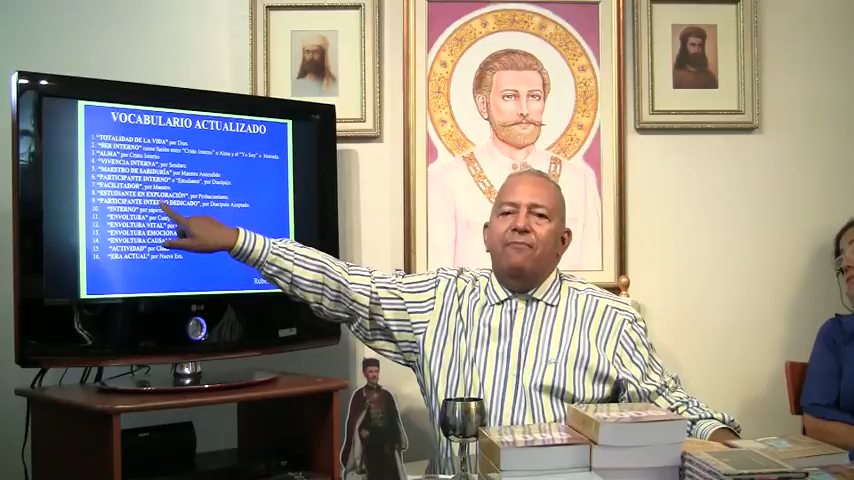 VOCABULARIO ACTUALIZADO
1. "TOTALIDAD DE LA VIDA" por Dios.
2. "SER INTERNO" como fusión entre "Cristo Interno" o Alma y el "Yo Soy" o Mónada.
3. "ALMA" por Cristo Interno.
4. "VIVENCIA INTERNA", por Sendero.
5. "MAESTRO DE SABIDURÍA" por Maestro Ascendido.
6. "PARTICIPANTE INTERNO" o "Estudiante", por Discípulo.
7. "FACILITADOR", por Maestro.
8. "ESTUDIANTE EN EXPLORACIÓN", por Probacionista.
9. "PARTICIPANTE INTERNO DEDICADO", por Discípulo Aceptado.
10. "INTERNO" por
11. "ENVOLTURA" por
12. "ENVOLTURA VITAL" por
13. "ENVOLTURA EMOCIONAL
14. "ENVOLTURA CAUSAL"
15. "ACTIVIDAD" por
16. "ERA ACTUAL" por Nueva Era.
LG